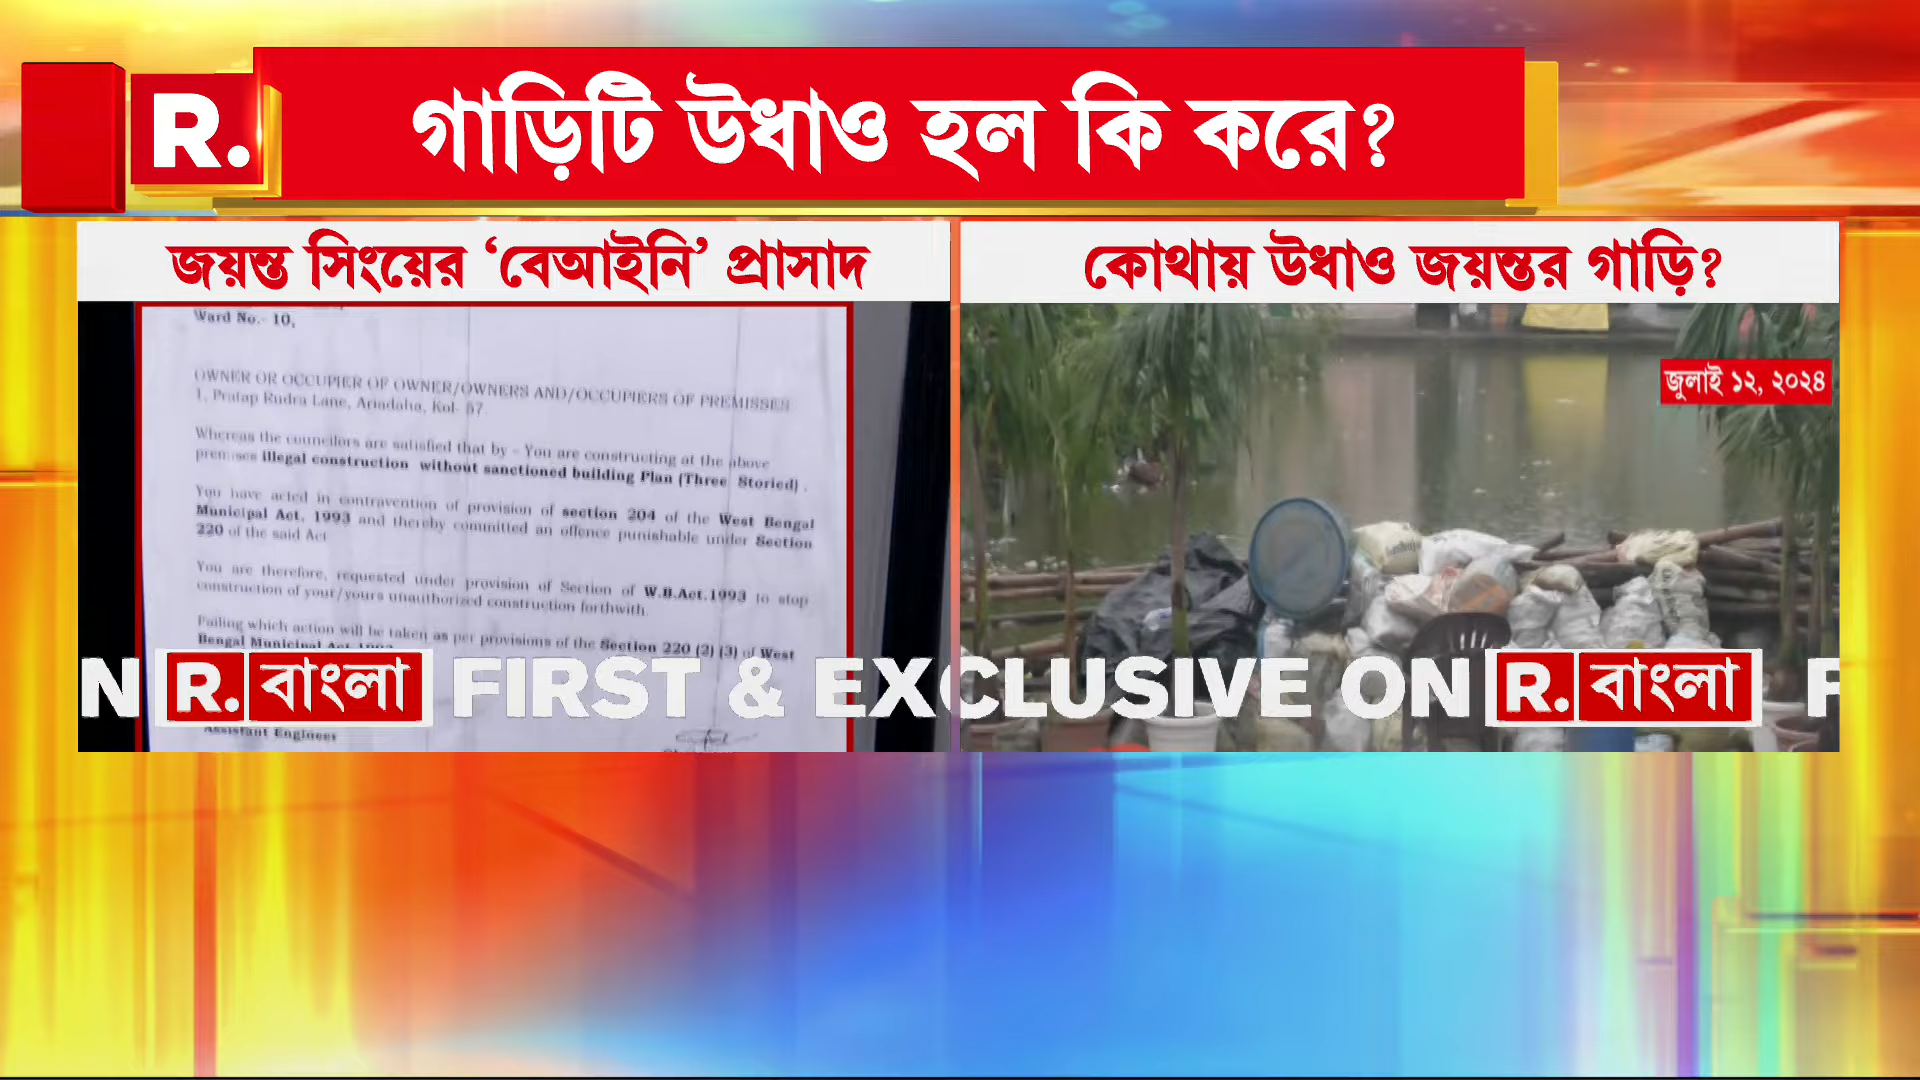 R. গাড়িটি উধাও হল কি করে?
জয়ন্ত সিংয়ের ‘বেআইনি’ প্রাসাদ
Ward No.- 10,
OWNER OR OCCUPIER OF OWNER/OWNERS AND/OCCUPIERS OF PREMISSES
1, Pratap Rudra Lane, Ariadaha, Kol- 57.
Whereas the councilors are satisfied that by - You are constructing at the above
premises illegal construction without sanctioned building Plan (Three Storied) .
You have acted in contravention of provision of section 204 of the West Bengal
Municipal Act, 1993 and thereby committed an offence punishable under Section
220 of the said Act
You are therefore, requested under provision of Section of W.B.Act.1993 to stop
construction of your/yours unauthorized construction forthwith.
Failing which action will be taken as per provisions of the Section 220 (2) (3) of West
Bengal Municipal Act 1993
Assistant Engineer
কোথায় উধাও জয়ন্তর গাড়ি?
জুলাই ১২, ২০২৪
N R. বাংলা FIRST & EXCLUSIVE ON R. বাংলা F